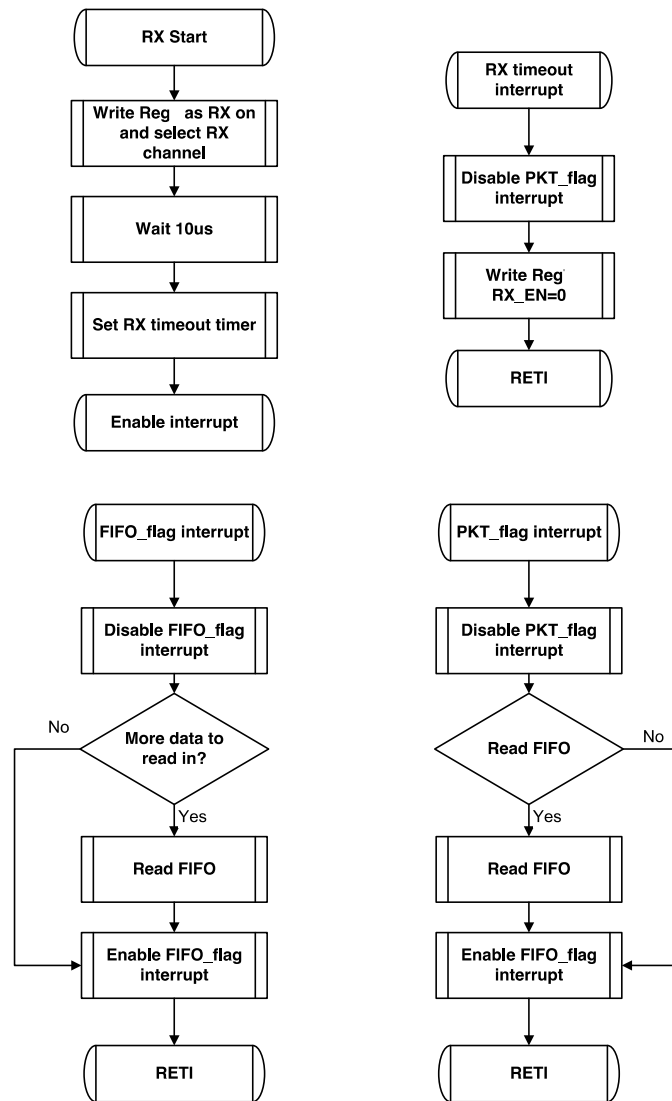 RX Start
Write Reg as RX on
and select RX
channel
Wait 10us
Set RX timeout timer
Enable interrupt
RX timeout
interrupt
Disable PKT_flag
interrupt
Write Reg
RX_EN=0
RETI
FIFO_flag interrupt
Disable FIFO_flag
interrupt
No
More data to
read in?
Yes
Read FIFO
Enable FIFO_flag
interrupt
RETI
PKT_flag interrupt
Disable PKT_flag
interrupt
Read FIFO
No
Yes
Read FIFO
Enable FIFO_flag
interrupt
RETI